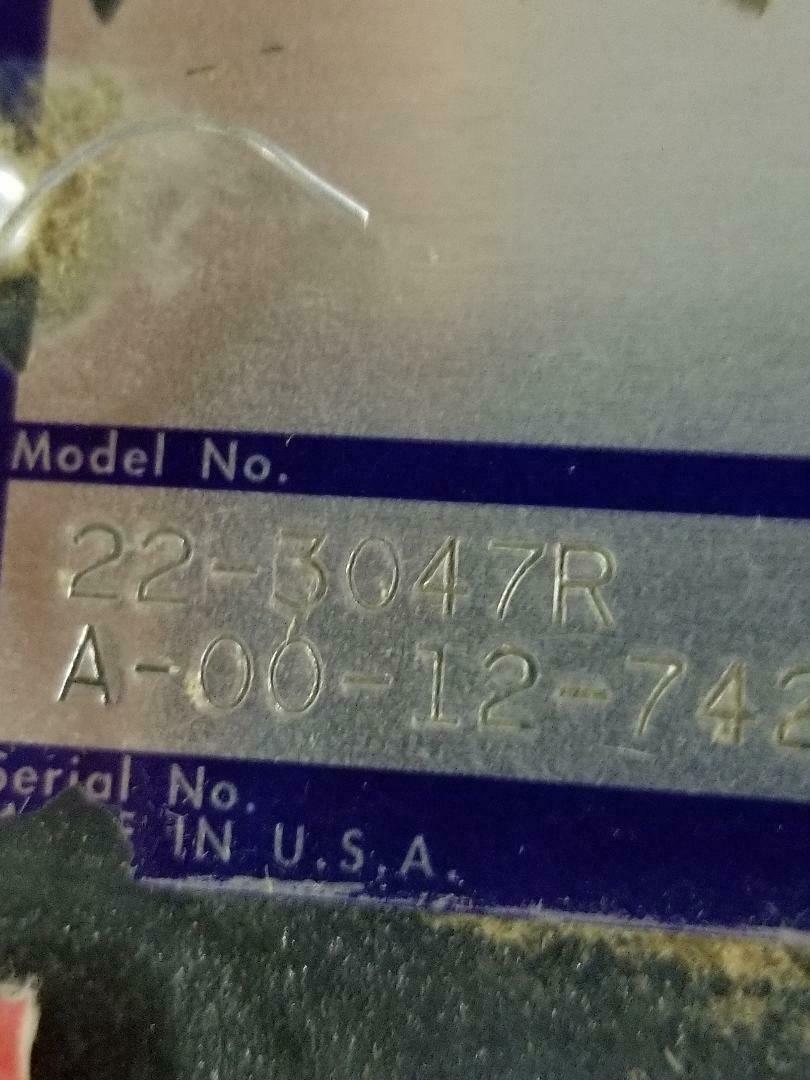 Model No.
22-3047R
A-00-12-742
Serial No.
IN U.S.A.